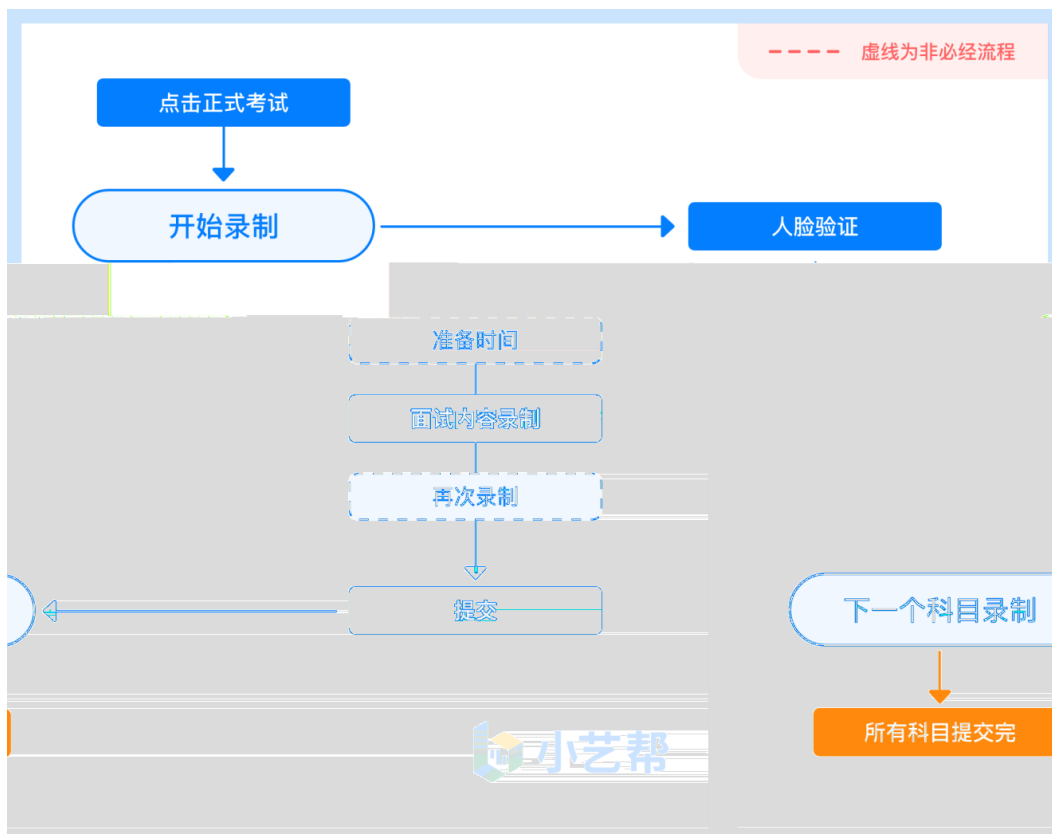 虚线为非必经流程
点击正式考试
开始录制
人脸验证
准备时间
面试内容录制
再次录制
提交
下一个科目录制
所有科目提交完
小艺帮